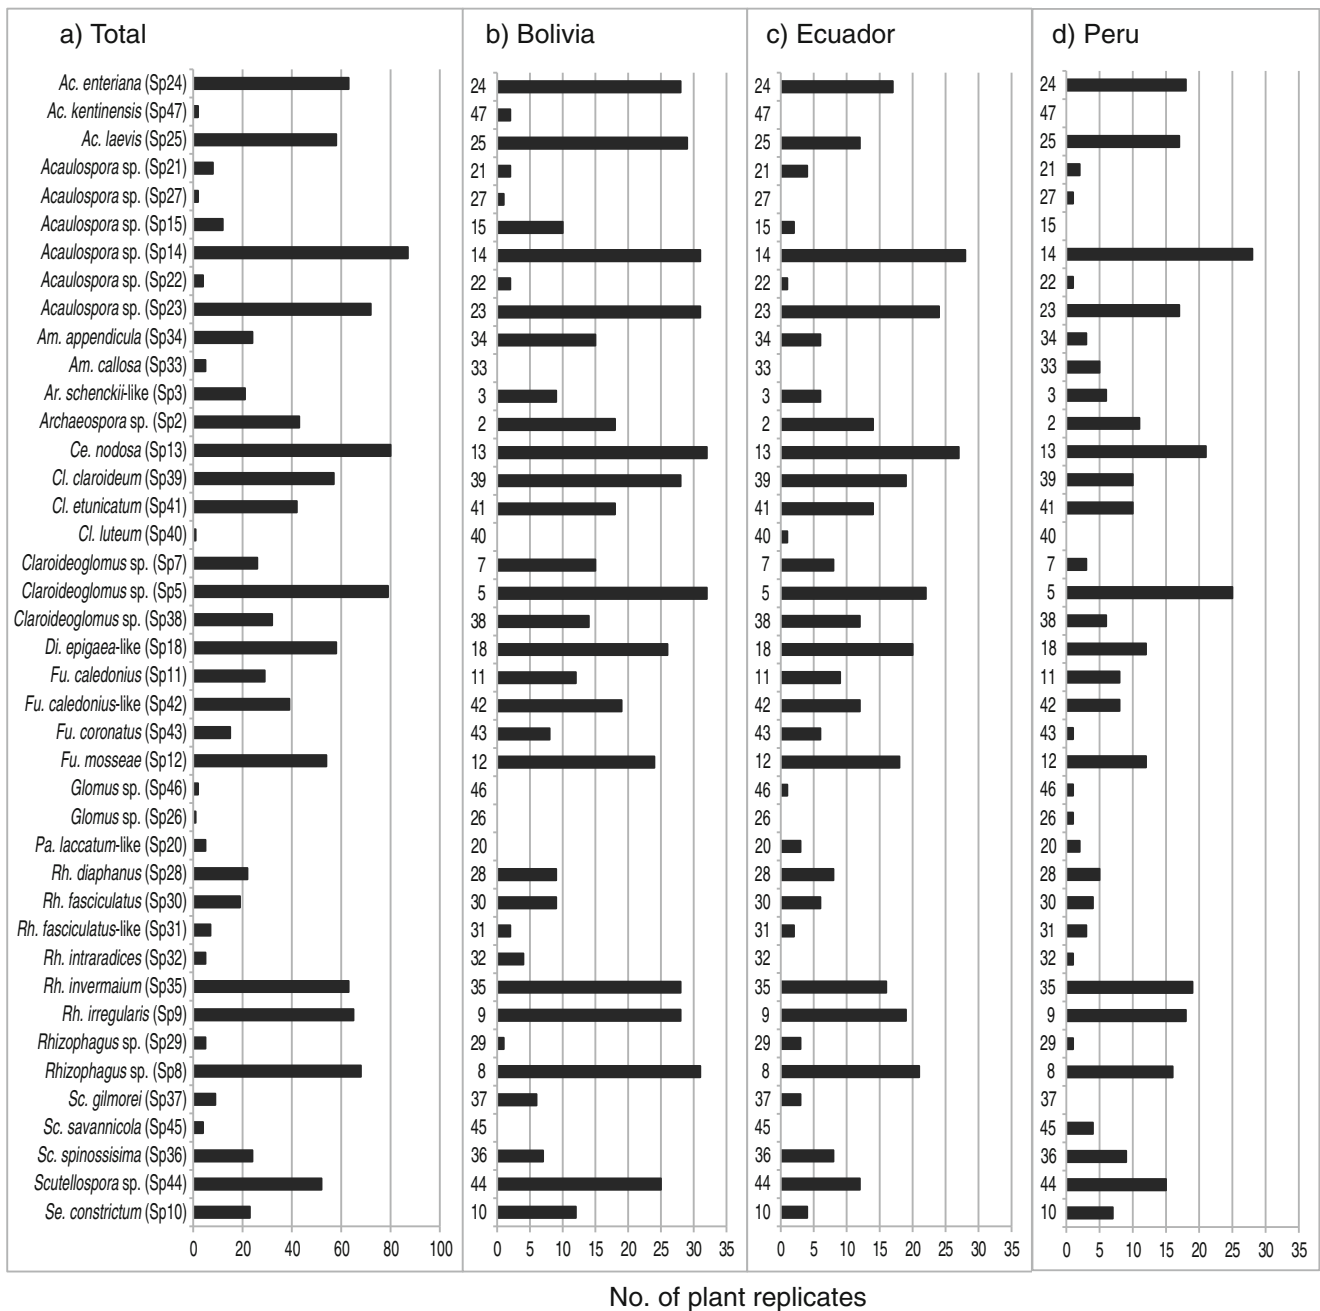 a) Total
b) Bolivia
c) Ecuador
d) Peru
Ac. enteriana (Sp24) 24 24 24
Ac. kentinensis (Sp47) 47 47 47
Ac. laevis (Sp25) 25 25 25
Acaulospora sp. (Sp21) 21 21 21
Acaulospora sp. (Sp27) 27 27 27
Acaulospora sp. (Sp15) 15 15 15
Acaulospora sp. (Sp14) 14 14 14
Acaulospora sp. (Sp22) 22 22 22
Acaulospora sp. (Sp23) 23 23 23
Am. appendicula (Sp34) 34 34 34
Am. callosa (Sp33) 33 33 33
Ar. schenckii-like (Sp3) 3 3 3
Archaeospora sp. (Sp2) 2 2 2
Ce. nodosa (Sp13) 13 13 13
Cl. claroideum (Sp39) 39 39 39
Cl. etunicatum (Sp41) 41 41 41
Cl. luteum (Sp40) 40 40 40
Claroideoglomus sp. (Sp7) 7 7 7
Claroideoglomus sp. (Sp5) 5 5 5
Claroideoglomus sp. (Sp38) 38 38 38
Di. epigaea-like (Sp18) 18 18 18
Fu. caledonius (Sp11) 11 11 11
Fu. caledonius-like (Sp42) 42 42 42
Fu. coronatus (Sp43) 43 43 43
Fu. mosseae (Sp12) 12 12 12
Glomus sp. (Sp46) 46 46 46
Glomus sp. (Sp26) 26 26 26
Pa. laccatum-like (Sp20) 20 20 20
Rh. diaphanus (Sp28) 28 28 28
Rh. fasciculatus (Sp30) 30 30 30
Rh. fasciculatus-like (Sp31) 31 31 31
Rh. intraradices (Sp32) 32 32 32
Rh. invermaium (Sp35) 35 35 35
Rh. irregularis (Sp9) 9 9 9
Rhizophagus sp. (Sp29) 29 29 29
Rhizophagus sp. (Sp8) 8 8 8
Sc. gilmorei (Sp37) 37 37 37
Sc. savannicola (Sp45) 45 45 45
Sc. spinossisima (Sp36) 36 36 36
Scutellospora sp. (Sp44) 44 44 44
Se. constrictum (Sp10) 10 10 10
0 20 40 60 80 100 0 5 10 15 20 25 30 35 0 5 10 15 20 25 30 35 0 5 10 15 20 25 30 35
No. of plant replicates